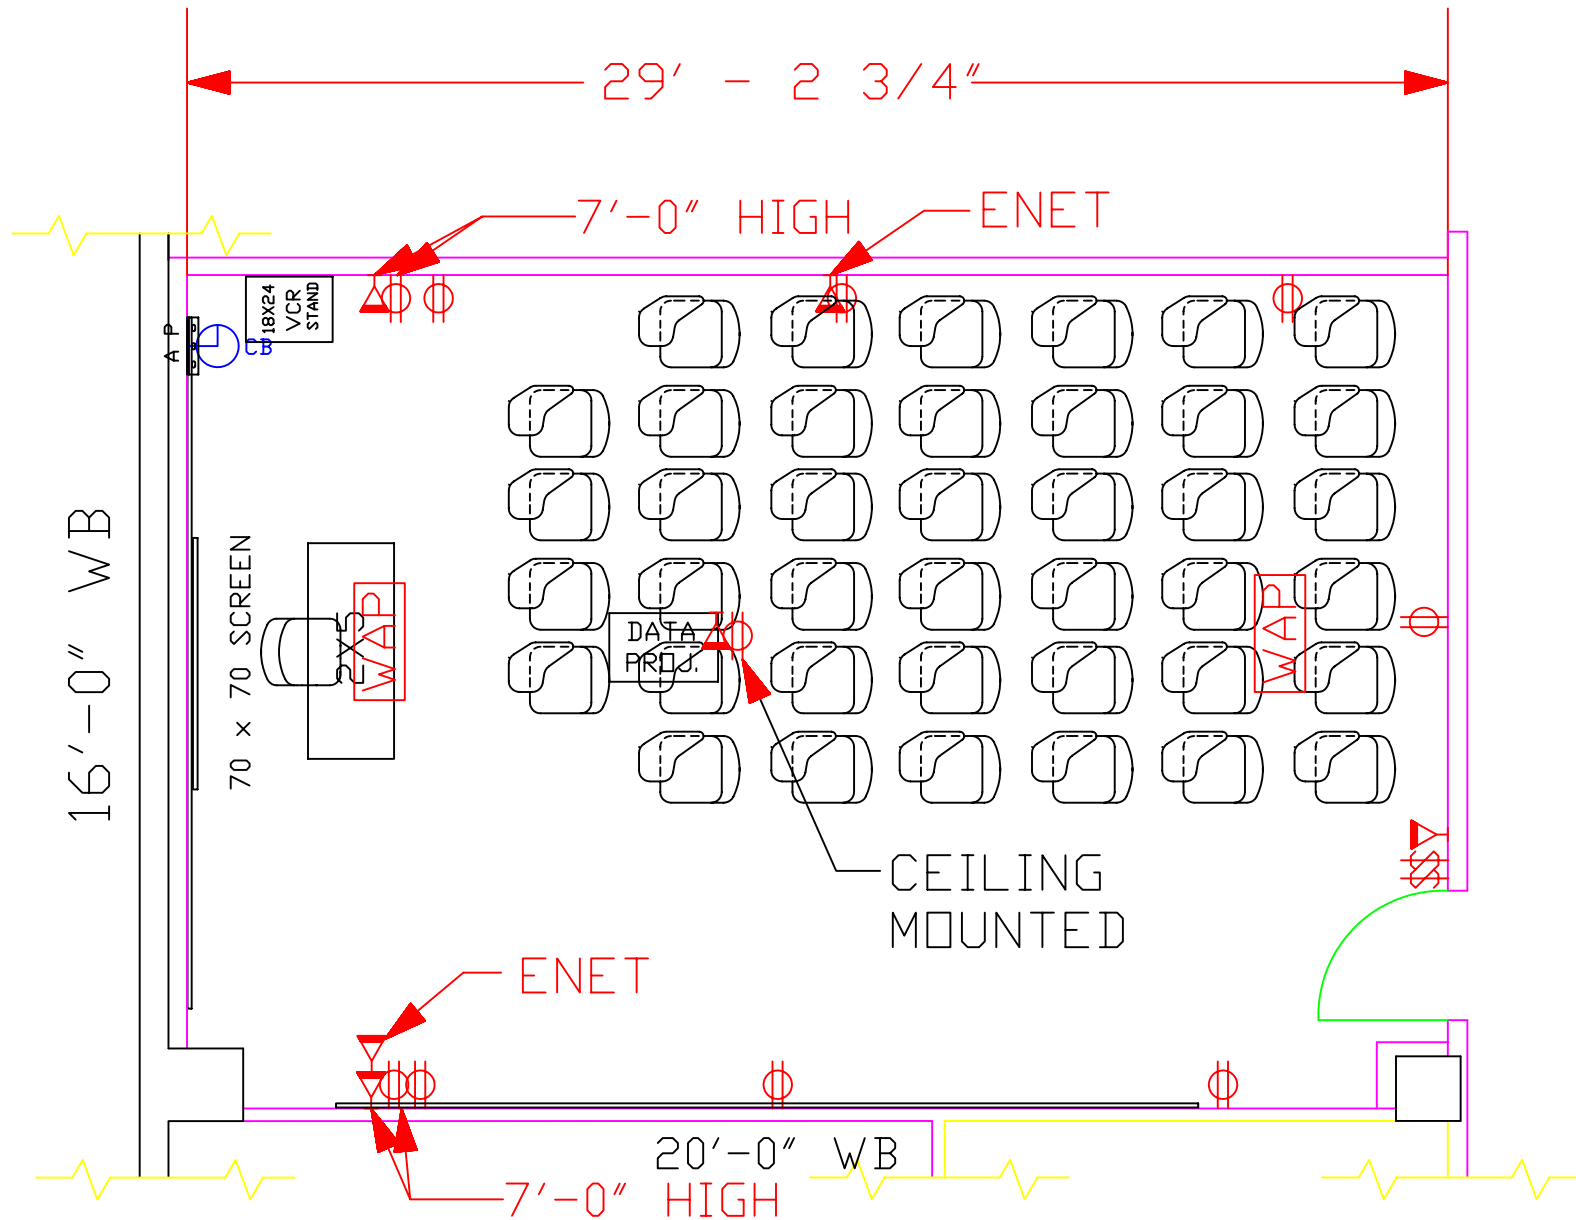 29' - 2 3/4"
7'-0" HIGH
ENET
18X24
VCR
STAND
A P
CB
16'-0" WB
70 x 70 SCREEN
2X5
WAP
DATA
PROJ.
WAP
CEILING
MOUNTED
ENET
20'-0" WB
7'-0" HIGH